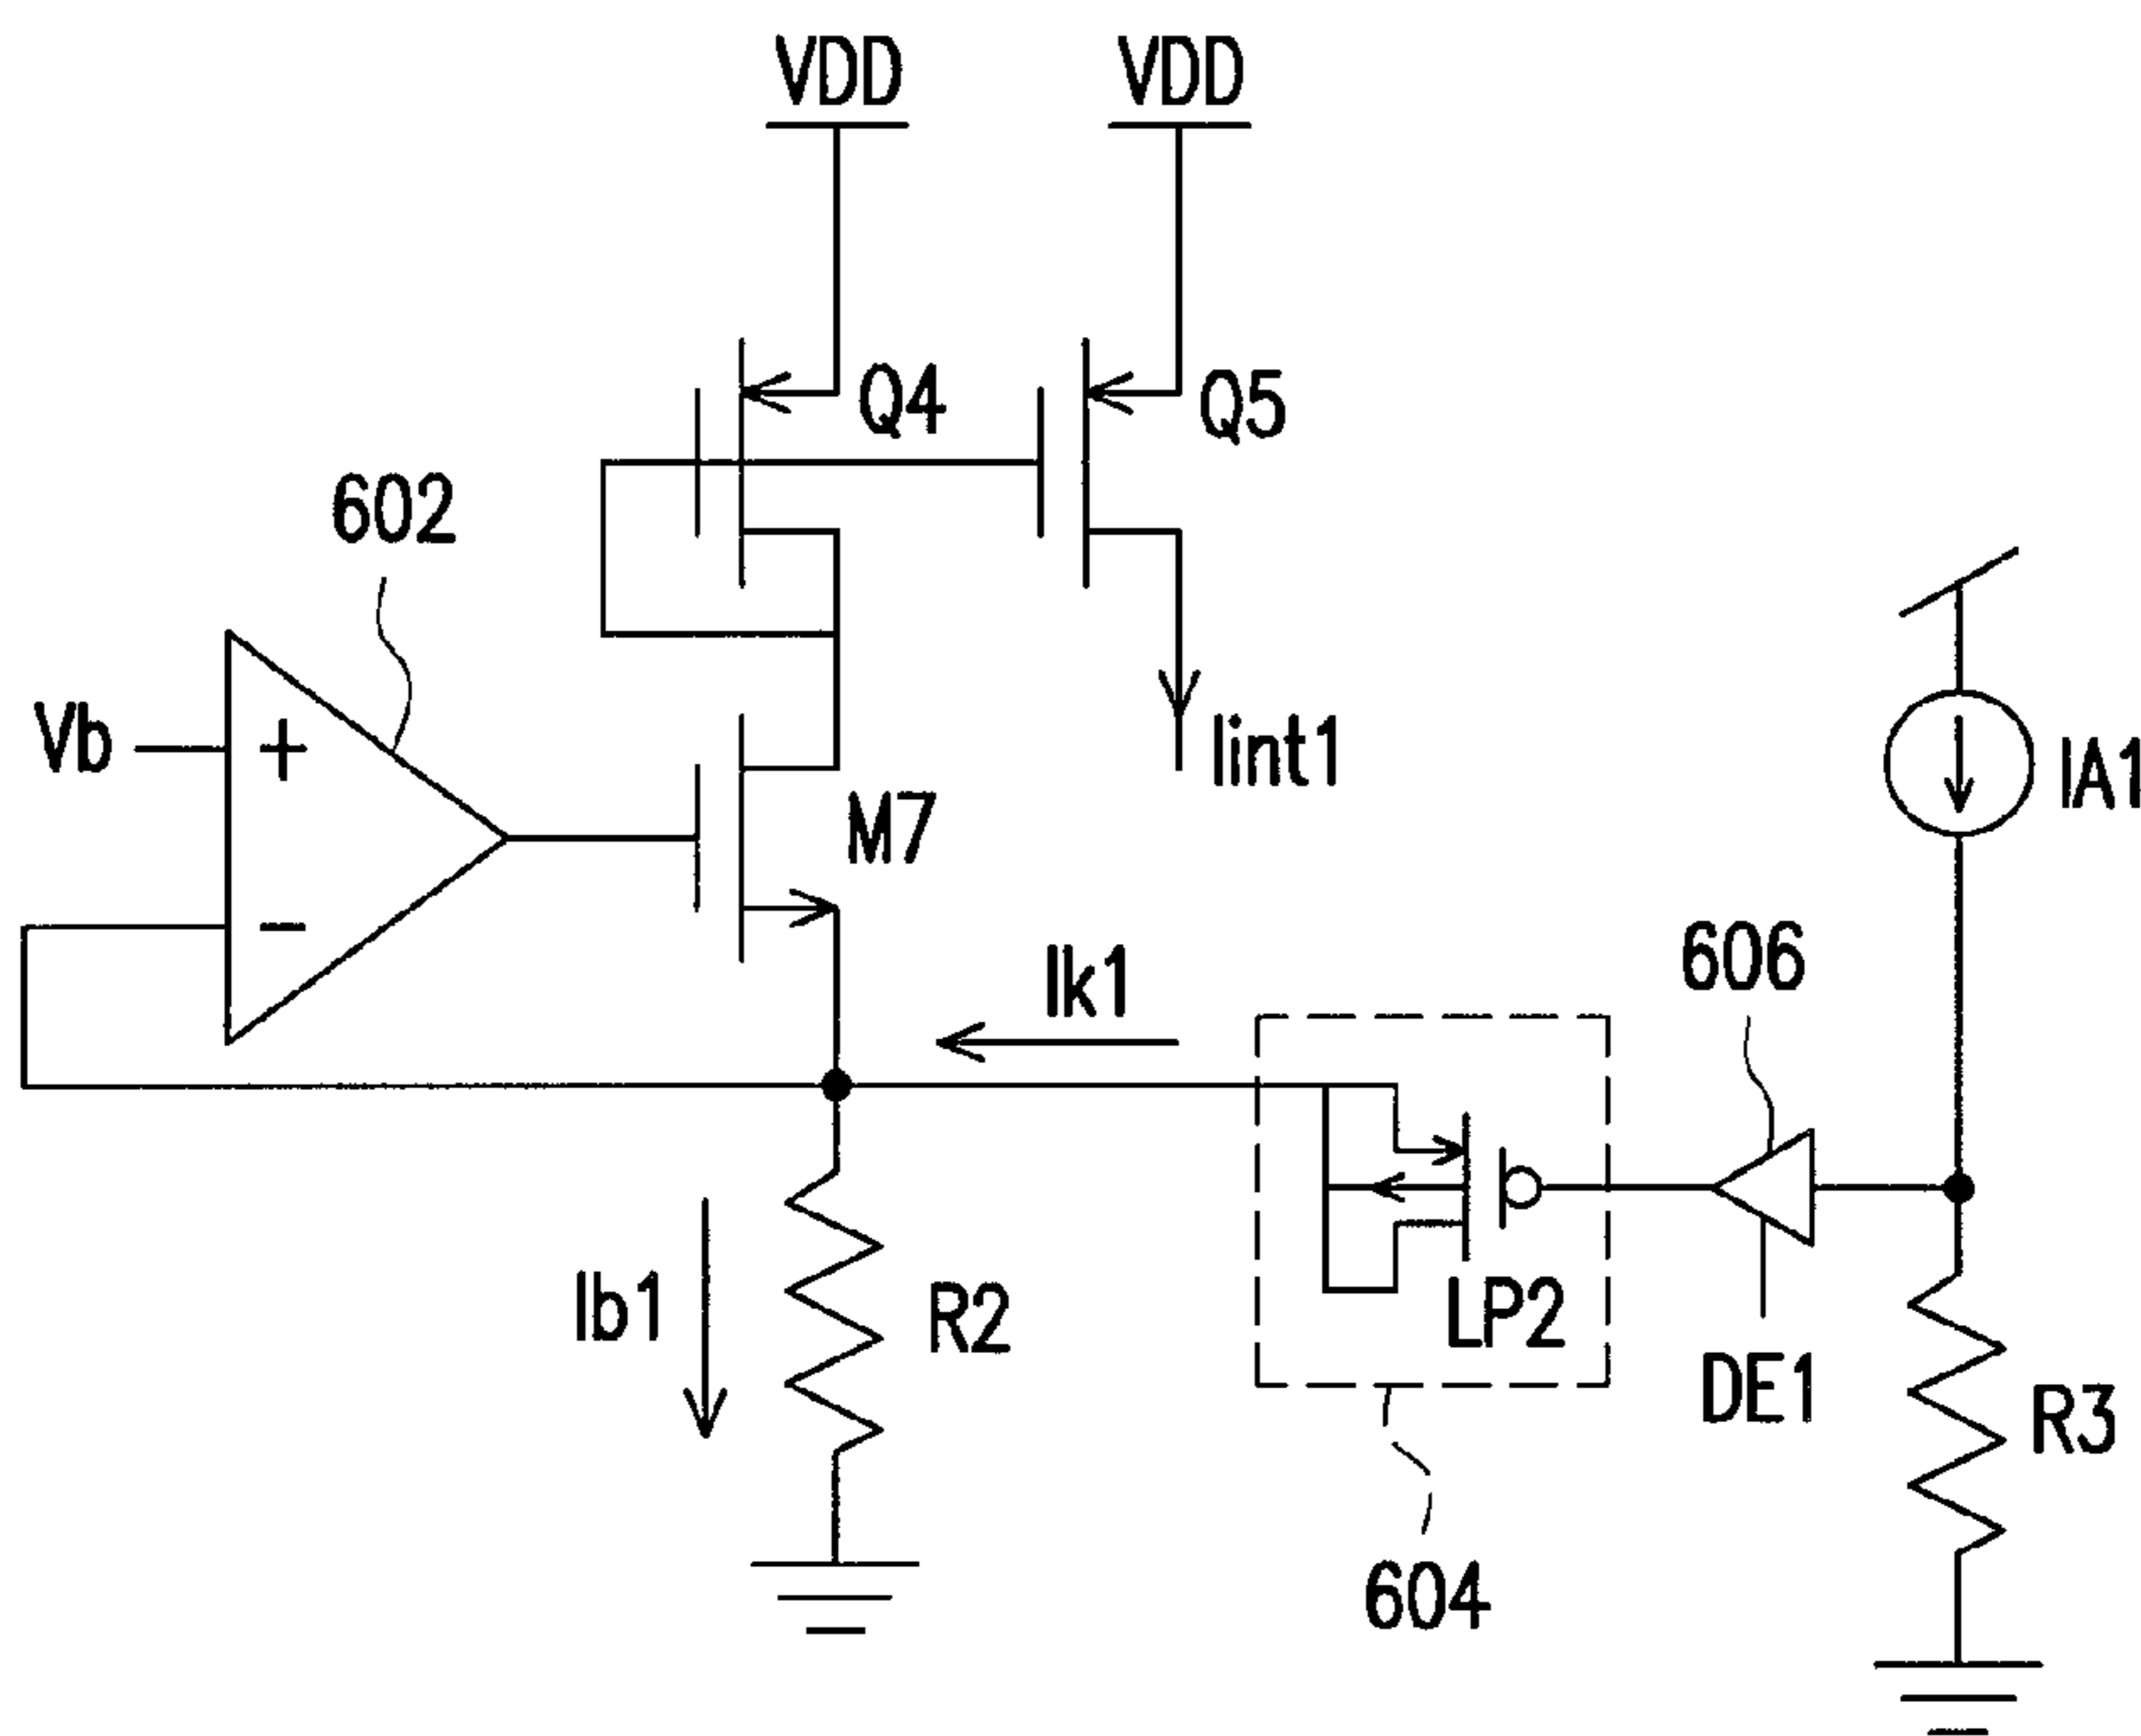 VDD VDD
Q4 Q5
602
Vb + Iint1 IA1
M7
−
Ik1 606
Ib1 R2 LP2
DE1 R3
604